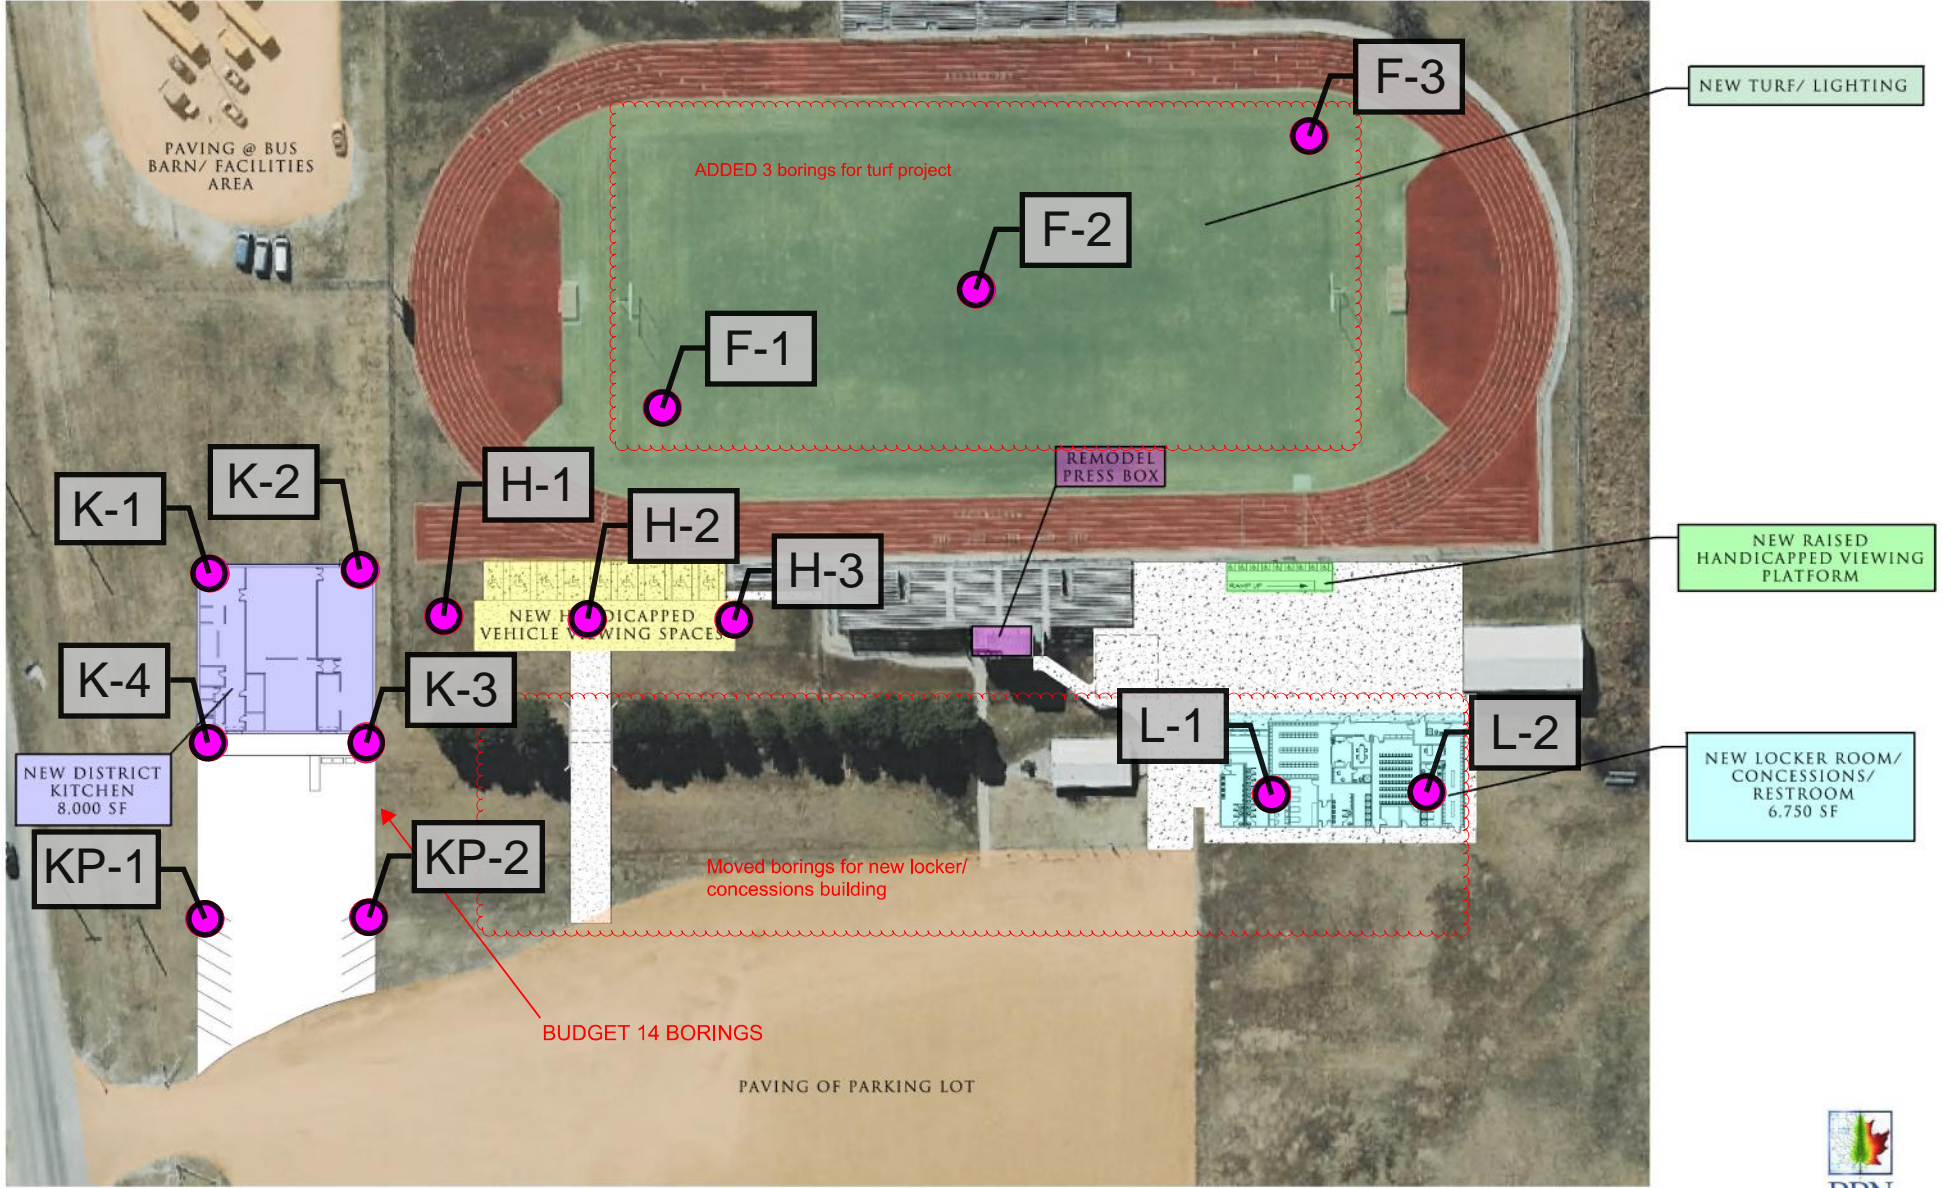 PAVING @ BUS
BARN/ FACILITIES
AREA
F-3
NEW TURF/ LIGHTING
ADDED 3 borings for turf project
F-2
F-1
REMODEL
PRESS BOX
K-1
K-2
H-1
H-2
H-3
NEW RAISED
HANDICAPPED VIEWING
PLATFORM
RAMP UP
VEHICLE VIEWING SPACES
K-4
K-3
L-1
L-2
NEW DISTRICT
KITCHEN
8,000 SF
NEW LOCKER ROOM/
CONCESSIONS/
RESTROOM
6,750 SF
KP-1
KP-2
Moved borings for new locker/
concessions building
BUDGET 14 BORINGS
PAVING OF PARKING LOT